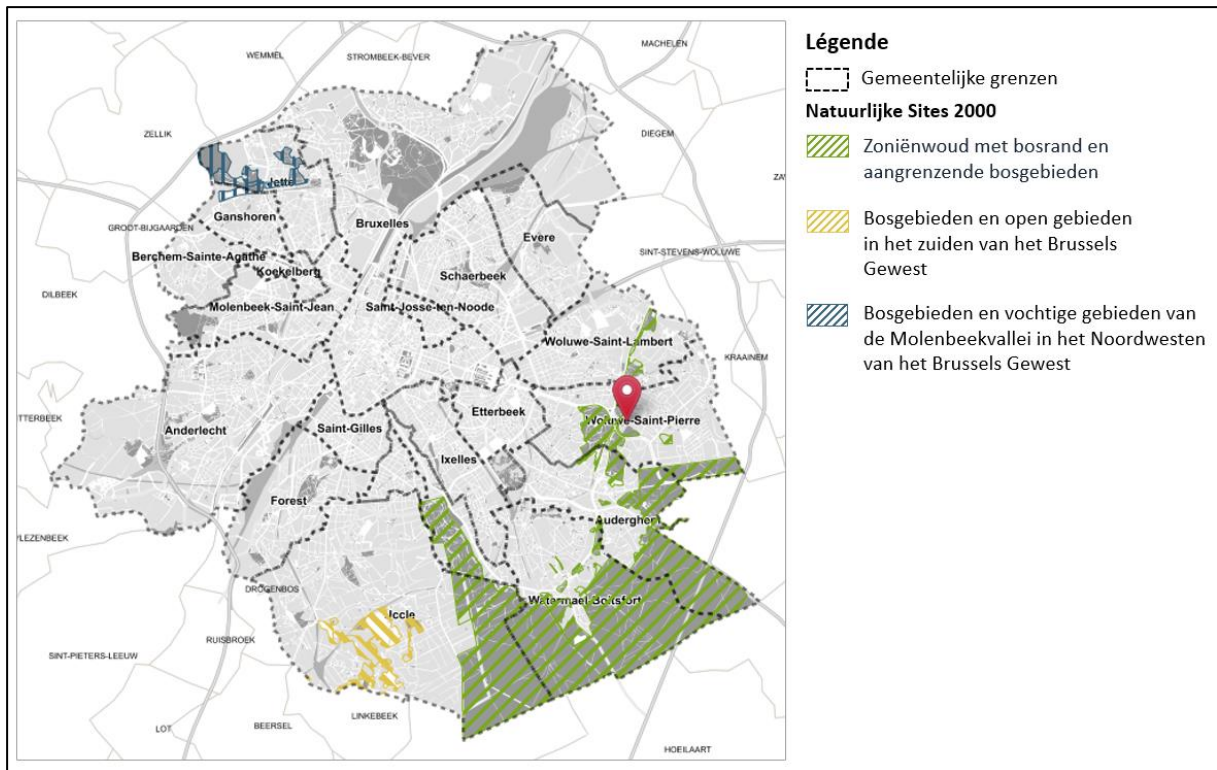 WEMMEL
STROMBEEK-BEVER
MACHELEN
ZELLIK
DIEGEM
Jette
Ganshoren
Bruxelles
GROOT-BIJGAARDEN
Evere
SINT-STEVENS-WOLUWE
Berchem-Sainte-Agathe
Koekelberg
Schaerbeek
DILBEEK
Molenbeek-Saint-Jean
Saint-Josse-ten-Noode
Woluwe-Saint-Lambert
KRAAINEM
Etterbeek
Woluwe-Saint-Pierre
ITTERBEEK
Anderlecht
Saint-Gilles
Ixelles
Forest
Auderghem
VLEZENBEEK
DROGENBOS
Watermael-Boitsfort
Uccle
RUISBROEK
SINT-PIETERS-LEEUW
LINKEBEEK
LOT
BEERSEL
HOEILAART
Légende
Gemeentelijke grenzen
Natuurlijke Sites 2000
Zoniënwoud met bosrand en
aangrenzende bosgebieden
Bosgebieden en open gebieden
in het zuiden van het Brussels
Gewest
Bosgebieden en vochtige gebieden van
de Molenbeekvallei in het Noordwesten
van het Brussels Gewest